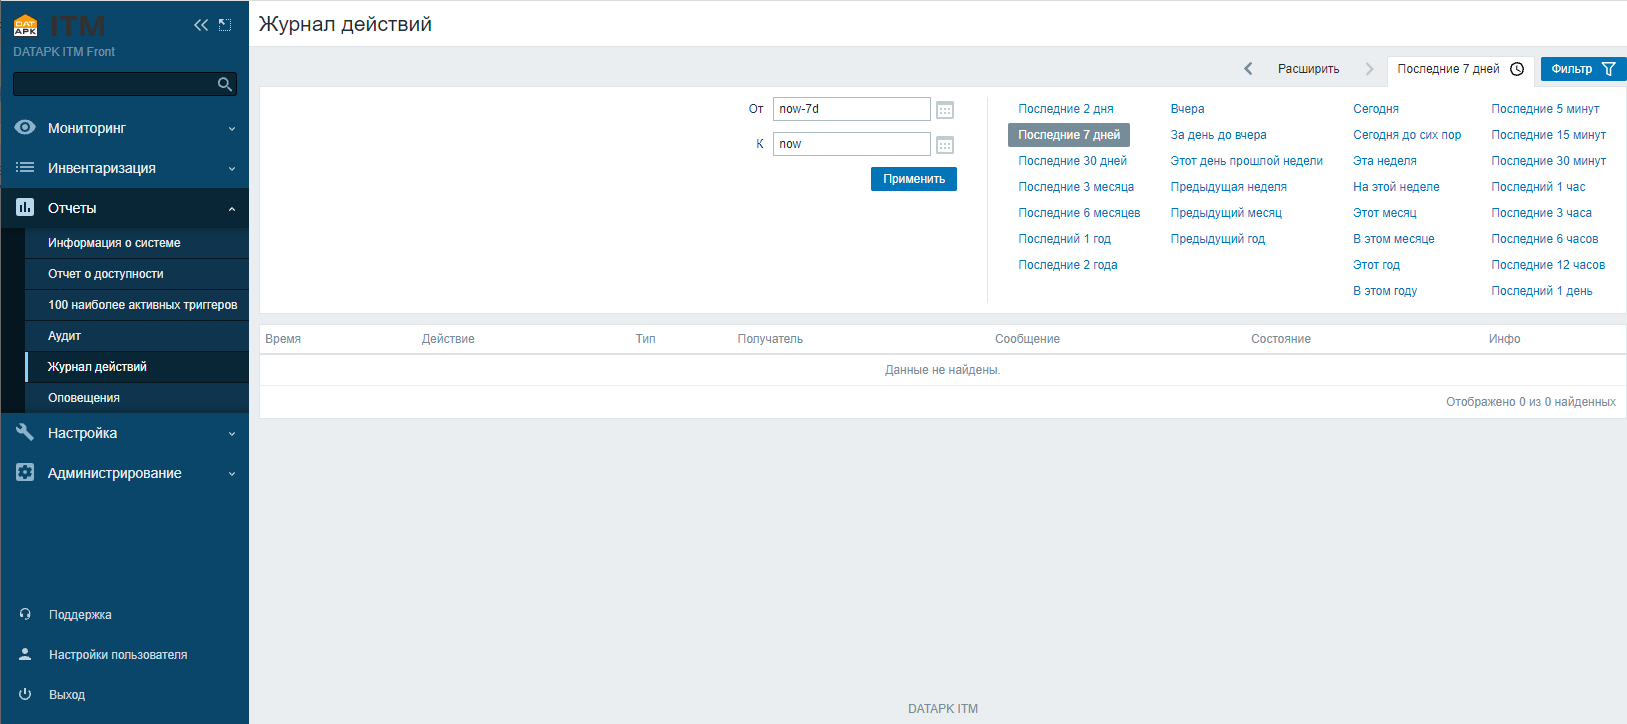 DAT APK ITM
DATAPK ITM Front
Мониторинг
Инвентаризация
Отчеты
Информация о системе
Отчет о доступности
100 наиболее активных триггеров
Аудит
Журнал действий
Оповещения
Настройка
Администрирование
Поддержка
Настройки пользователя
Выход
Журнал действий
Расширить Последние 7 дней Фильтр
От now-7d
К now
Применить
Последние 2 дня Вчера Сегодня Последние 5 минут
Последние 7 дней За день до вчера Сегодня до сих пор Последние 15 минут
Последние 30 дней Этот день прошлой недели Эта неделя Последние 30 минут
Последние 3 месяца Предыдущая неделя На этой неделе Последний 1 час
Последние 6 месяцев Предыдущий месяц Этот месяц Последние 3 часа
Последний 1 год Предыдущий год В этом месяце Последние 6 часов
Последние 2 года Этот год Последние 12 часов
В этом году Последний 1 день
Время Действие Тип Получатель Сообщение Состояние Инфо
Данные не найдены.
Отображено 0 из 0 найденных
DATAPK ITM